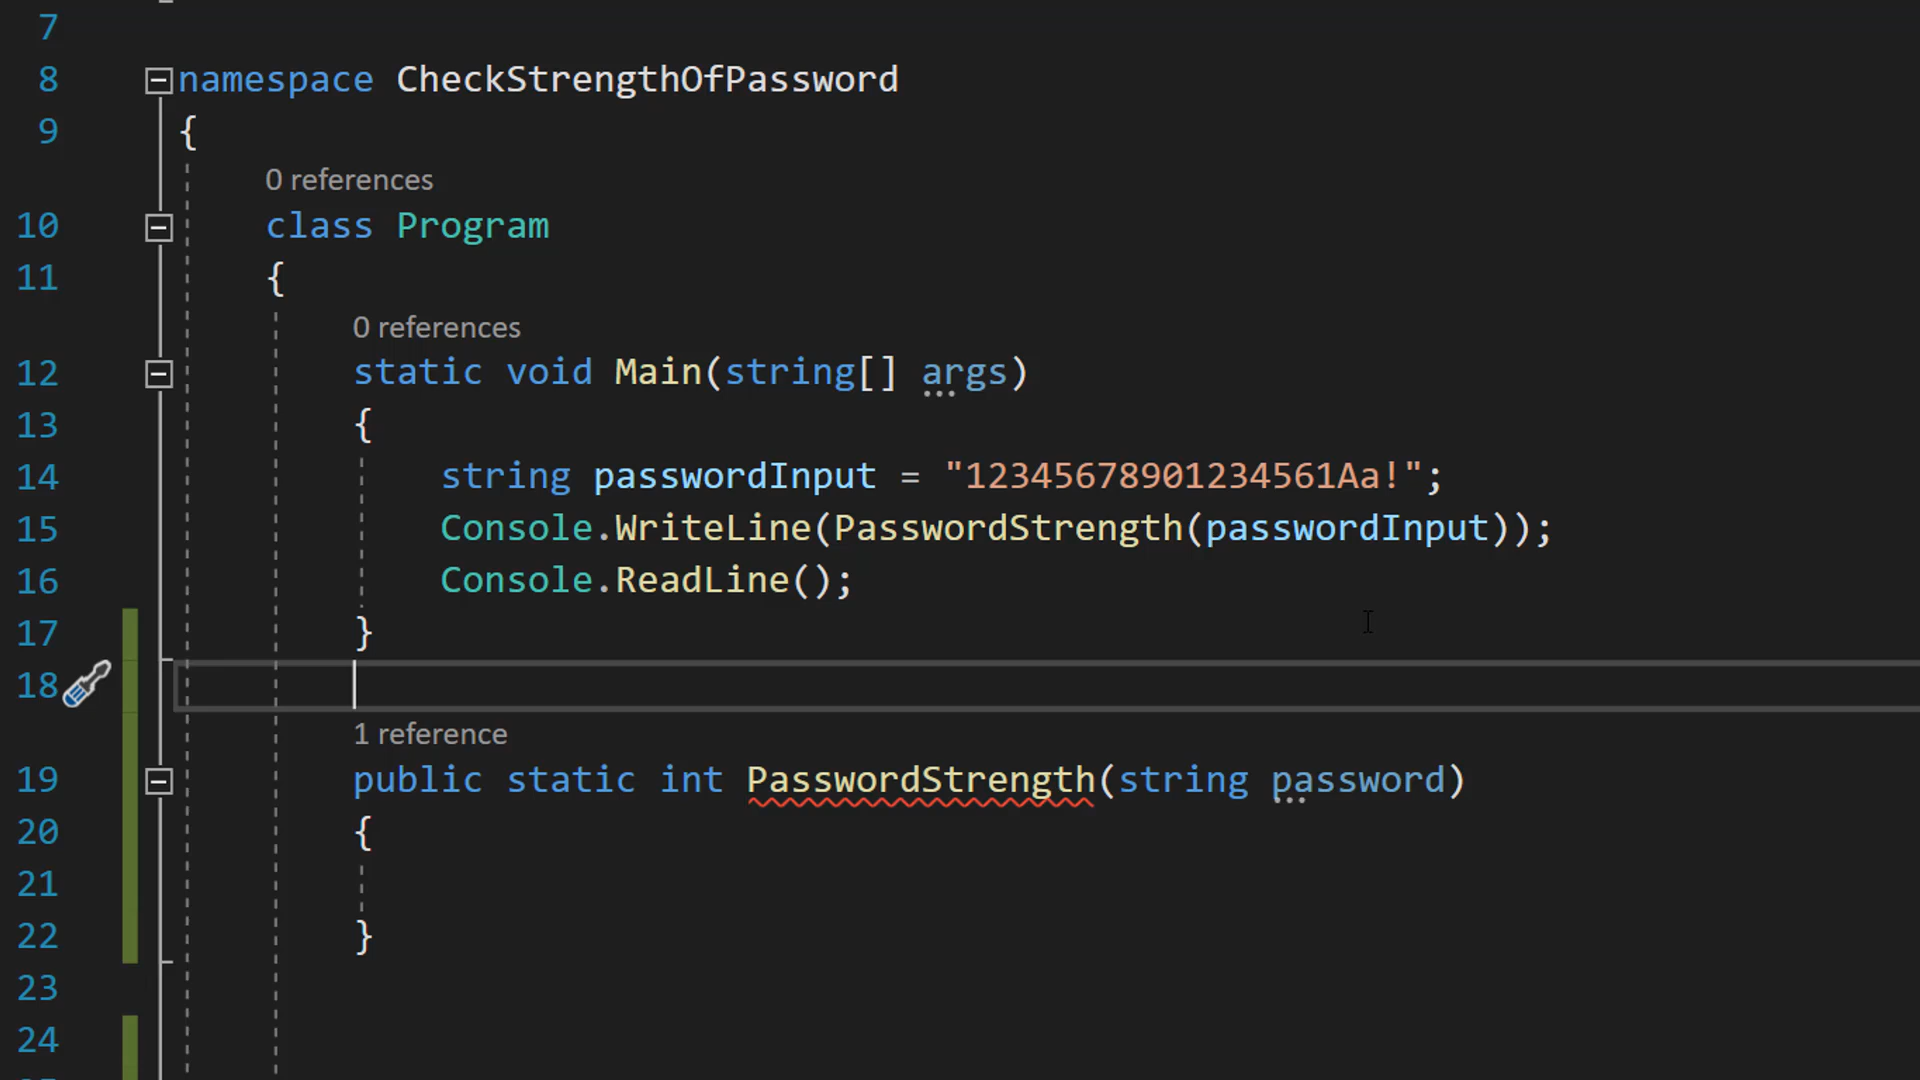 7
8 namespace CheckStrengthOfPassword
9 {
0 references
10 class Program
11 {
0 references
12 static void Main(string[] args)
13 {
14 string passwordInput = "12345678901234561Aa!";
15 Console.WriteLine(PasswordStrength(passwordInput));
16 Console.ReadLine();
17 }
18
1 reference
19 public static int PasswordStrength(string password)
20 {
21
22 }
23
24